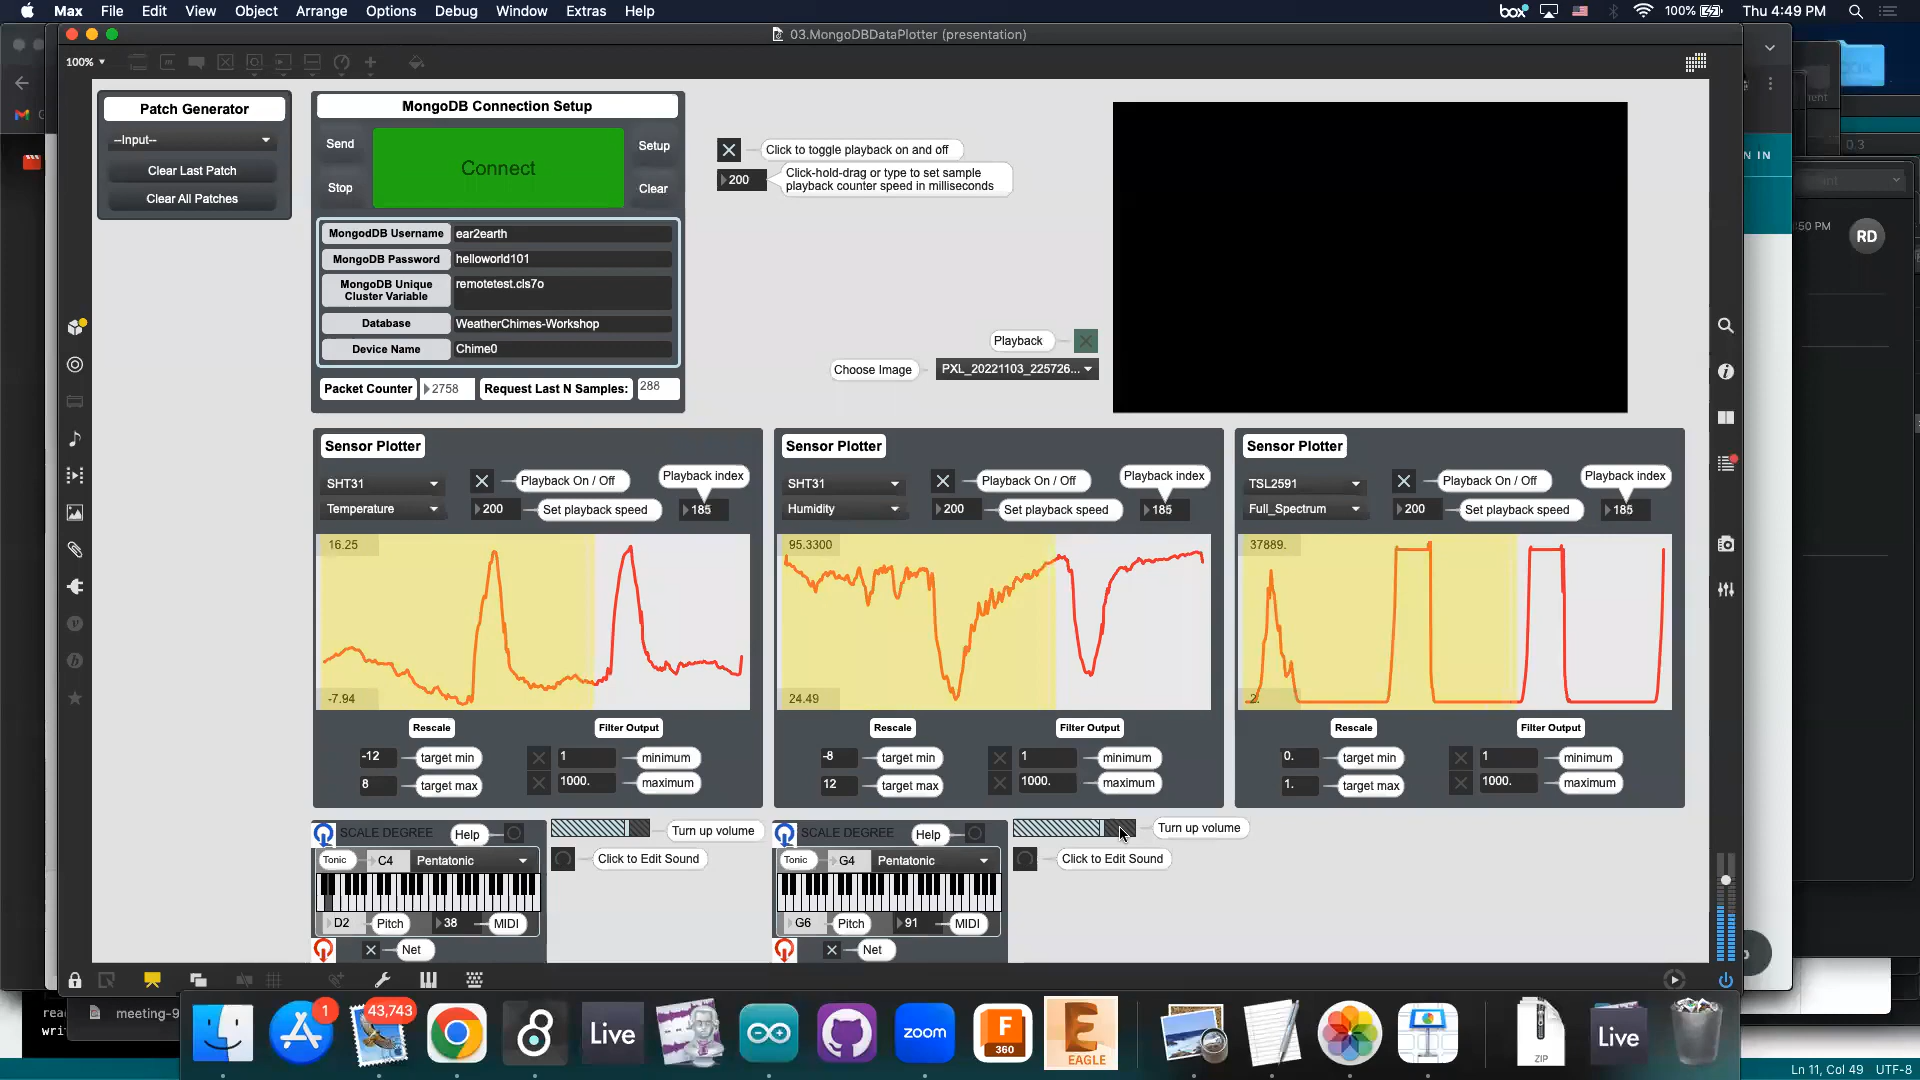 Max File Edit View Object Arrange Options Debug Window Extras Help
box 100% Thu 4:49 PM
03.MongoDBDataPlotter (presentation)
100%
Patch Generator
--Input--
Clear Last Patch
Clear All Patches
MongoDB Connection Setup
Send
Connect
Setup
Stop
Clear
MongodDB Username ear2earth
MongoDB Password helloworld101
MongoDB Unique
Cluster Variable
remotetest.cls7o
Database WeatherChimes-Workshop
Device Name Chime0
Packet Counter 2758 Request Last N Samples: 288
Click to toggle playback on and off
200
Click-hold-drag or type to set sample
playback counter speed in milliseconds
Playback
Choose Image PXL_20221103_225726...
N IN
0.3
:50 PM
RD
Sensor Plotter
SHT31
Playback On / Off
Playback index
Temperature
200
Set playback speed
185
16.25
-7.94
Rescale
Filter Output
-12 target min
1 minimum
8 target max
1000. maximum
Sensor Plotter
SHT31
Playback On / Off
Playback index
Humidity
200
Set playback speed
185
95.3300
24.49
Rescale
Filter Output
-8 target min
1 minimum
12 target max
1000. maximum
Sensor Plotter
TSL2591
Playback On / Off
Playback index
Full_Spectrum
200
Set playback speed
185
37889.
2.
Rescale
Filter Output
0. target min
1 minimum
1. target max
1000. maximum
SCALE DEGREE Help
Turn up volume
Tonic C4 Pentatonic
Click to Edit Sound
D2 Pitch 38 MIDI
Net
SCALE DEGREE Help
Turn up volume
Tonic G4 Pentatonic
Click to Edit Sound
G6 Pitch 91 MIDI
Net
meeting-9
1
43,743
Live
zoom
F
360
E
EAGLE
ZIP
Live
Ln 11, Col 49 UTF-8